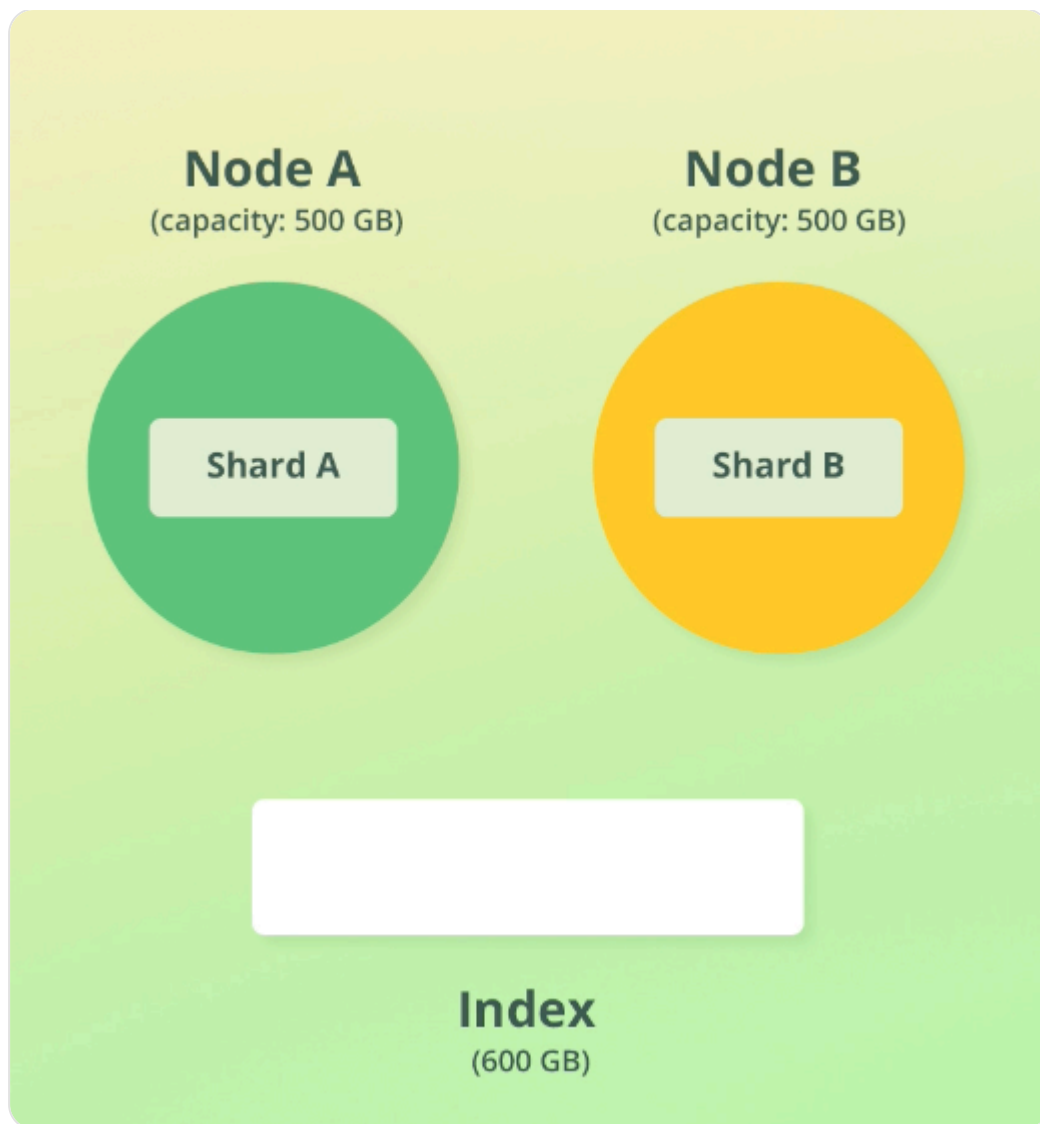 Node A
(capacity: 500 GB)
Node B
(capacity: 500 GB)
Shard A
Shard B
Index
(600 GB)